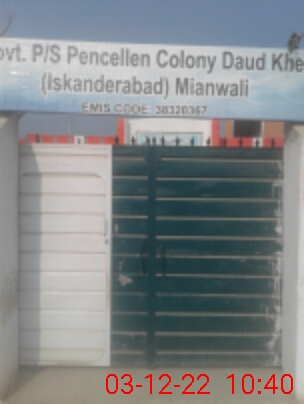 ovt. P/S Pencellen Colony Daud Khe
(Iskanderabad) Mianwali
EMIS CODE 38320367
03-12-22 10:40